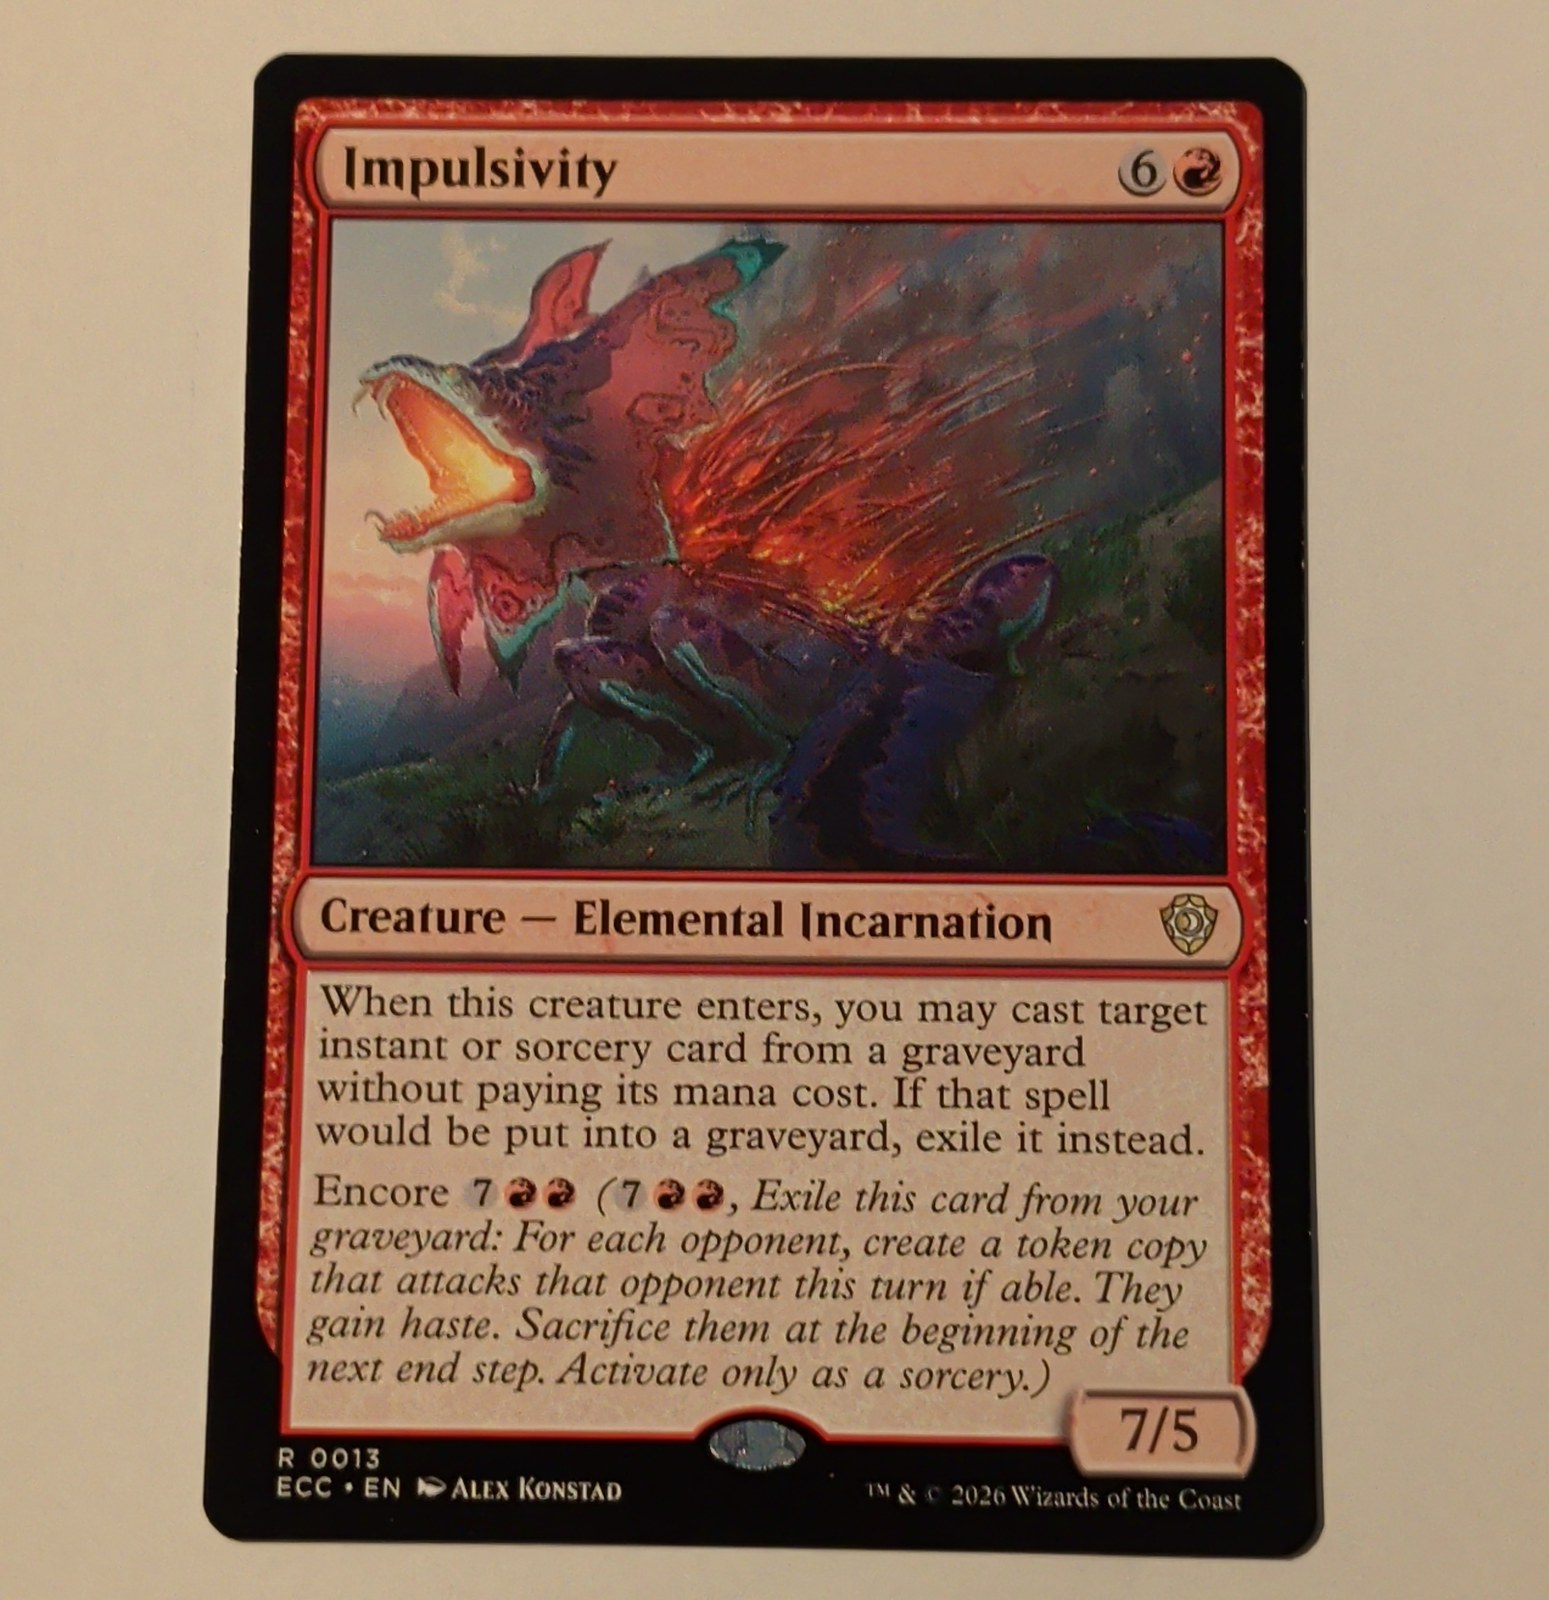 Impulsivity 6
Creature — Elemental Incarnation
When this creature enters, you may cast target
instant or sorcery card from a graveyard
without paying its mana cost. If that spell
would be put into a graveyard, exile it instead.
Encore 7 (7, Exile this card from your
graveyard: For each opponent, create a token copy
that attacks that opponent this turn if able. They
gain haste. Sacrifice them at the beginning of the
next end step. Activate only as a sorcery.)
7/5
R 0013
ECC • EN ALEX KONSTAD
™ & © 2026 Wizards of the Coast